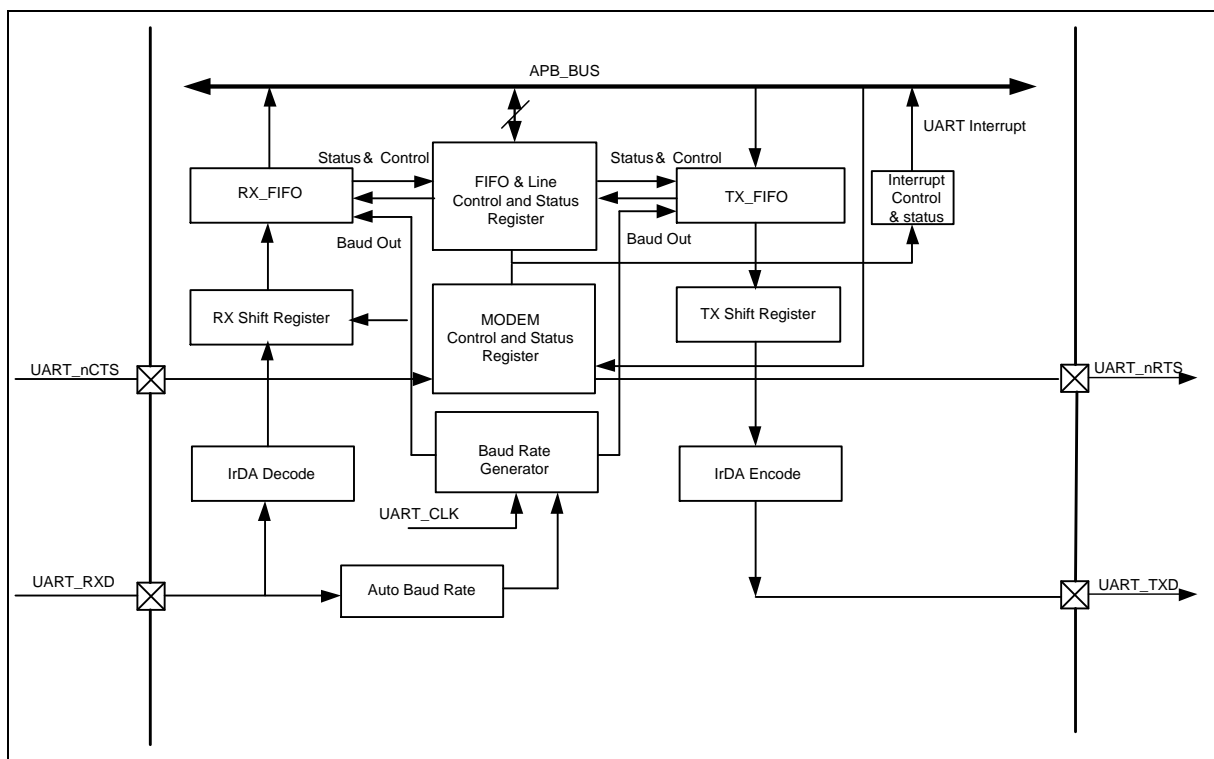 APB_BUS
UART Interrupt
Status & Control
Status & Control
RX_FIFO
FIFO & Line
Control and Status
Register
TX_FIFO
Interrupt
Control
& status
Baud Out
Baud Out
RX Shift Register
MODEM
Control and Status
Register
TX Shift Register
UART_nCTS
UART_nRTS
IrDA Decode
Baud Rate
Generator
IrDA Encode
UART_CLK
UART_RXD
Auto Baud Rate
UART_TXD